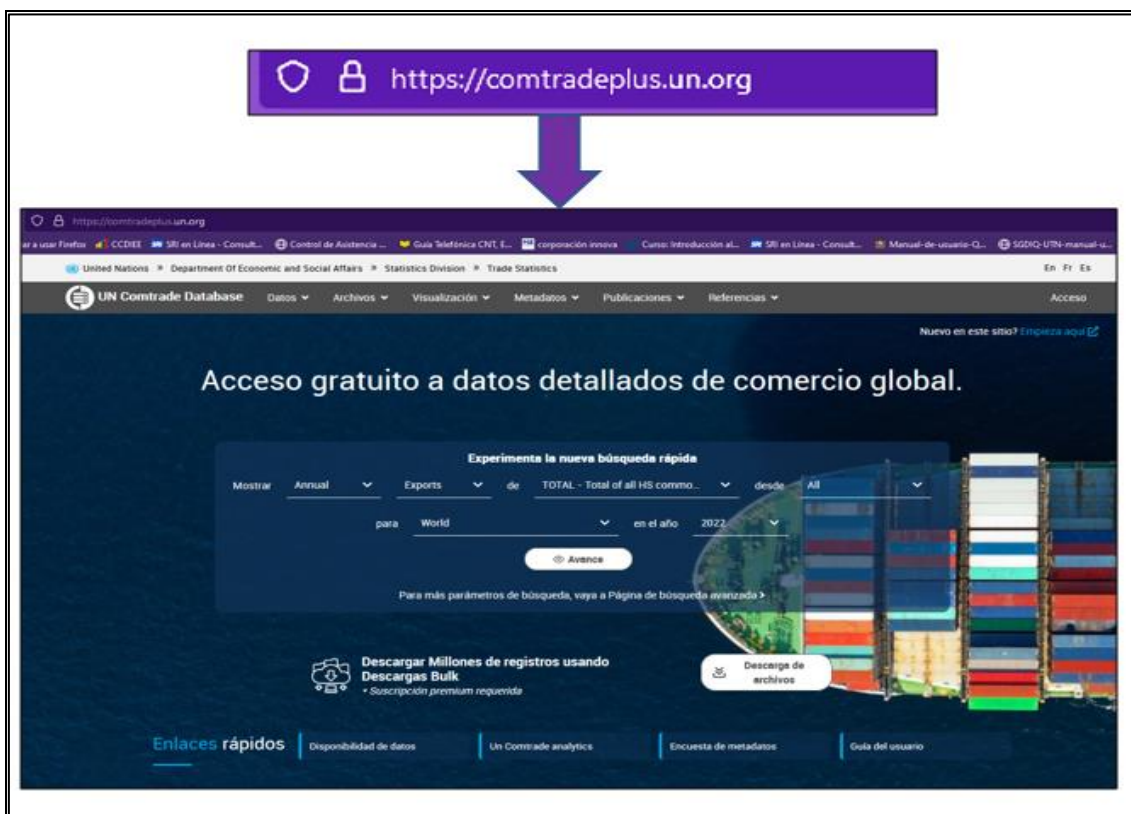 https://comtradeplus.un.org
https://comtradeplus.un.org
ar a usar Firefox CCDIEE SRI en Línea - Consult... Control de Asistencia ... Guía Telefónica CNT, E... corporación innova Curso: Introducción al... SRI en Línea - Consult... Manual-de-usuario-Q... SGDIQ-UTN-manual-u...
United Nations » Department Of Economic and Social Affairs » Statistics Division » Trade Statistics En Fr Es
UN Comtrade Database Datos Archivos Visualización Metadatos Publicaciones Referencias Acceso
Nuevo en este sitio? Empieza aquí
Acceso gratuito a datos detallados de comercio global.
Experimenta la nueva búsqueda rápida
Mostrar Annual Exports de TOTAL - Total of all HS commo... desde All
para World en el año 2022
Avance
Para más parámetros de búsqueda, vaya a Página de búsqueda avanzada >
Descargar Millones de registros usando
Descargas Bulk
* Suscripción premium requerida
Descarga de
archivos
Enlaces rápidos Disponibilidad de datos Un Comtrade analytics Encuesta de metadatos Guía del usuario